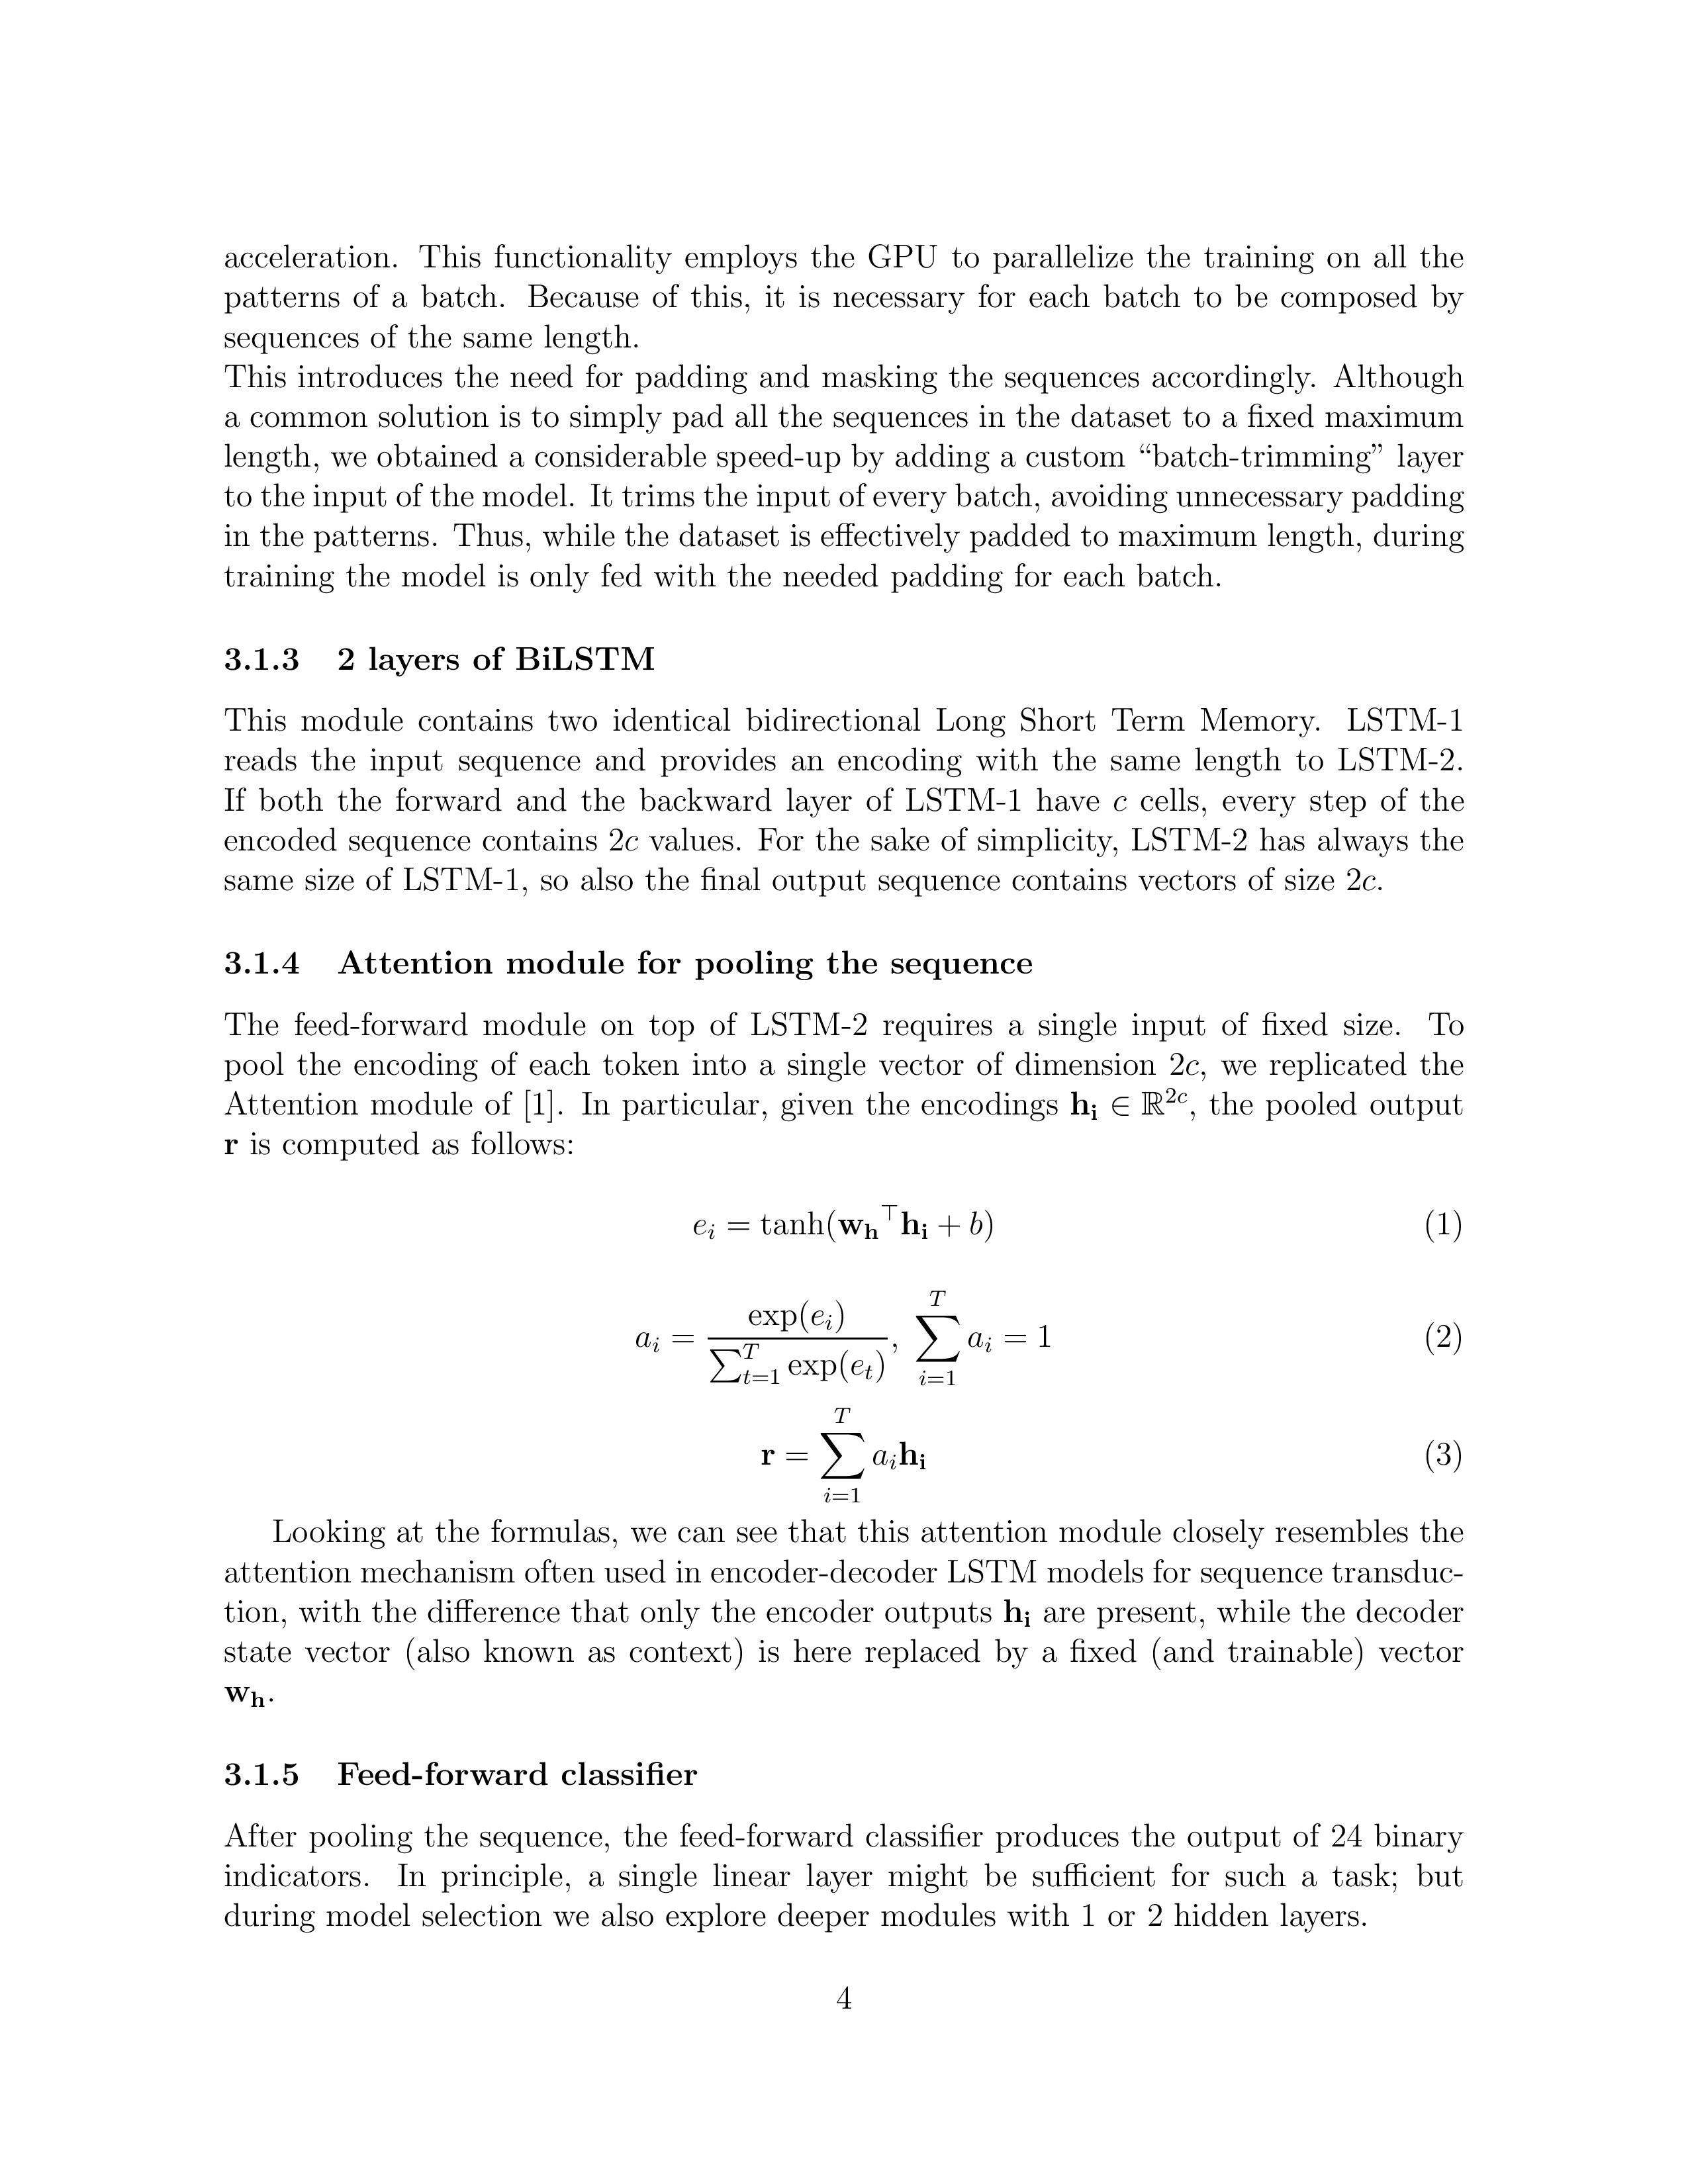 acceleration. This functionality employs the GPU to parallelize the training on all the
patterns of a batch. Because of this, it is necessary for each batch to be composed by
sequences of the same length.
This introduces the need for padding and masking the sequences accordingly. Although
a common solution is to simply pad all the sequences in the dataset to a fixed maximum
length, we obtained a considerable speed-up by adding a custom “batch-trimming” layer
to the input of the model. It trims the input of every batch, avoiding unnecessary padding
in the patterns. Thus, while the dataset is effectively padded to maximum length, during
training the model is only fed with the needed padding for each batch.
3.1.3 2 layers of BiLSTM
This module contains two identical bidirectional Long Short Term Memory. LSTM-1
reads the input sequence and provides an encoding with the same length to LSTM-2.
If both the forward and the backward layer of LSTM-1 have c cells, every step of the
encoded sequence contains 2c values. For the sake of simplicity, LSTM-2 has always the
same size of LSTM-1, so also the final output sequence contains vectors of size 2c.
3.1.4 Attention module for pooling the sequence
The feed-forward module on top of LSTM-2 requires a single input of fixed size. To
pool the encoding of each token into a single vector of dimension 2c, we replicated the
Attention module of [1]. In particular, given the encodings h_i ∈ ℝ^{2c}, the pooled output
r is computed as follows:
e_i = tanh(w_h^⊤ h_i + b) (1)
a_i = exp(e_i) / ∑_{t=1}^T exp(e_t), ∑_{i=1}^T a_i = 1 (2)
r = ∑_{i=1}^T a_i h_i (3)
Looking at the formulas, we can see that this attention module closely resembles the
attention mechanism often used in encoder-decoder LSTM models for sequence transduc-
tion, with the difference that only the encoder outputs h_i are present, while the decoder
state vector (also known as context) is here replaced by a fixed (and trainable) vector
w_h.
3.1.5 Feed-forward classifier
After pooling the sequence, the feed-forward classifier produces the output of 24 binary
indicators. In principle, a single linear layer might be sufficient for such a task; but
during model selection we also explore deeper modules with 1 or 2 hidden layers.
4